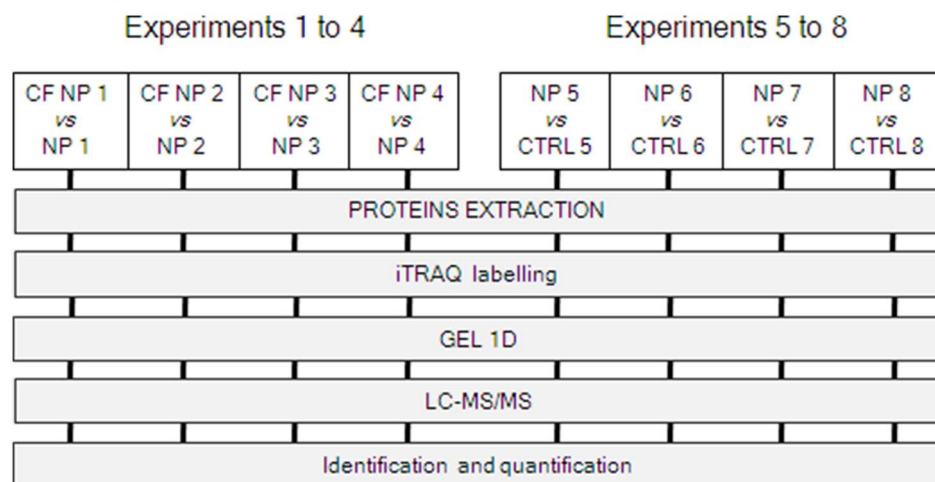 Experiments 1 to 4
Experiments 5 to 8
CF NP 1
vs
NP 1
CF NP 2
vs
NP 2
CF NP 3
vs
NP 3
CF NP 4
vs
NP 4
NP 5
vs
CTRL 5
NP 6
vs
CTRL 6
NP 7
vs
CTRL 7
NP 8
vs
CTRL 8
PROTEINS EXTRACTION
iTRAQ labelling
GEL 1D
LC-MS/MS
Identification and quantification